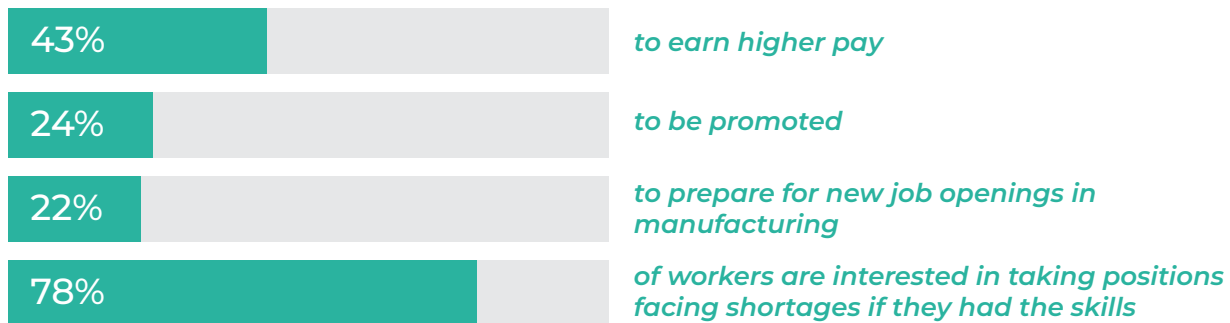 43%
to earn higher pay
24%
to be promoted
22%
to prepare for new job openings in
manufacturing
78%
of workers are interested in taking positions
facing shortages if they had the skills